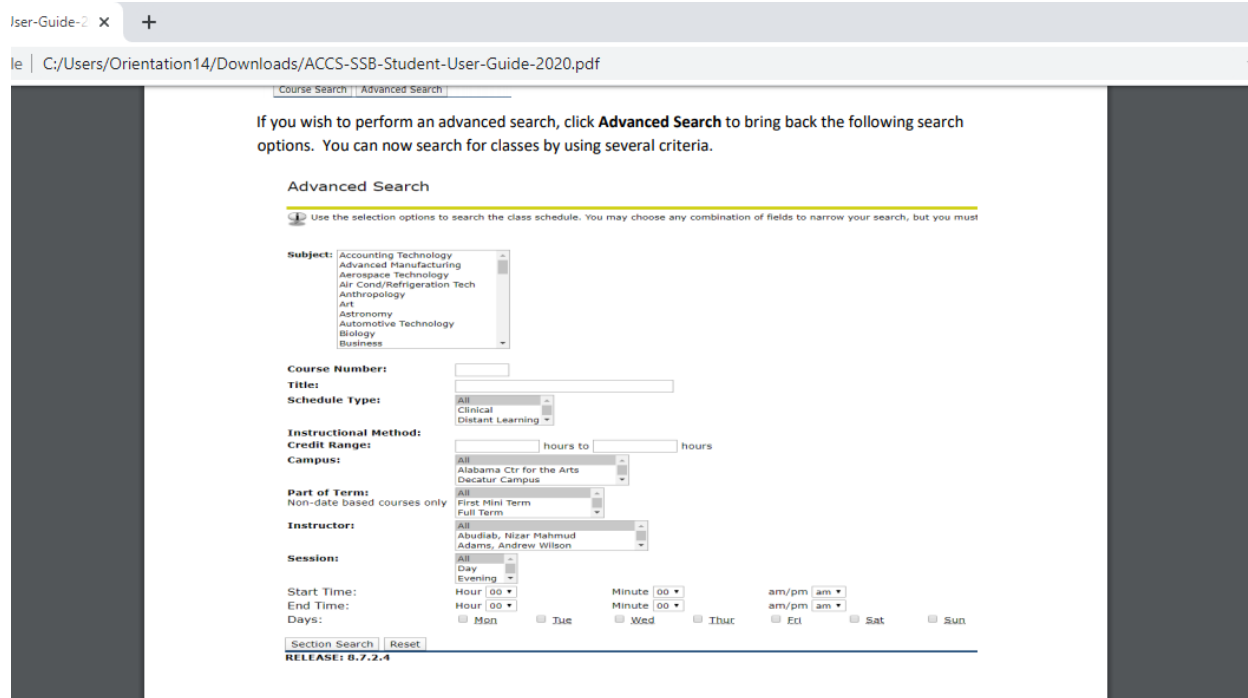 Jser-Guide-2
le | C:/Users/Orientation14/Downloads/ACCS-SSB-Student-User-Guide-2020.pdf
Course Search Advanced Search
If you wish to perform an advanced search, click Advanced Search to bring back the following search
options. You can now search for classes by using several criteria.
Advanced Search
Use the selection options to search the class schedule. You may choose any combination of fields to narrow your search, but you must
Subject: Accounting Technology
Advanced Manufacturing
Aerospace Technology
Air Cond/Refrigeration Tech
Anthropology
Art
Astronomy
Automotive Technology
Biology
Business
Course Number:
Title:
Schedule Type: All
Clinical
Distant Learning
Instructional Method:
Credit Range: hours to hours
Campus: All
Alabama Ctr for the Arts
Decatur Campus
Part of Term: All
Non-date based courses only First Mini Term
Full Term
Instructor: All
Abudiab, Nizar Mahmud
Adams, Andrew Wilson
Session: All
Day
Evening
Start Time: Hour 00 Minute 00 am/pm am
End Time: Hour 00 Minute 00 am/pm am
Days: Mon Tue Wed Thur Fri Sat Sun
Section Search Reset
RELEASE: 8.7.2.4